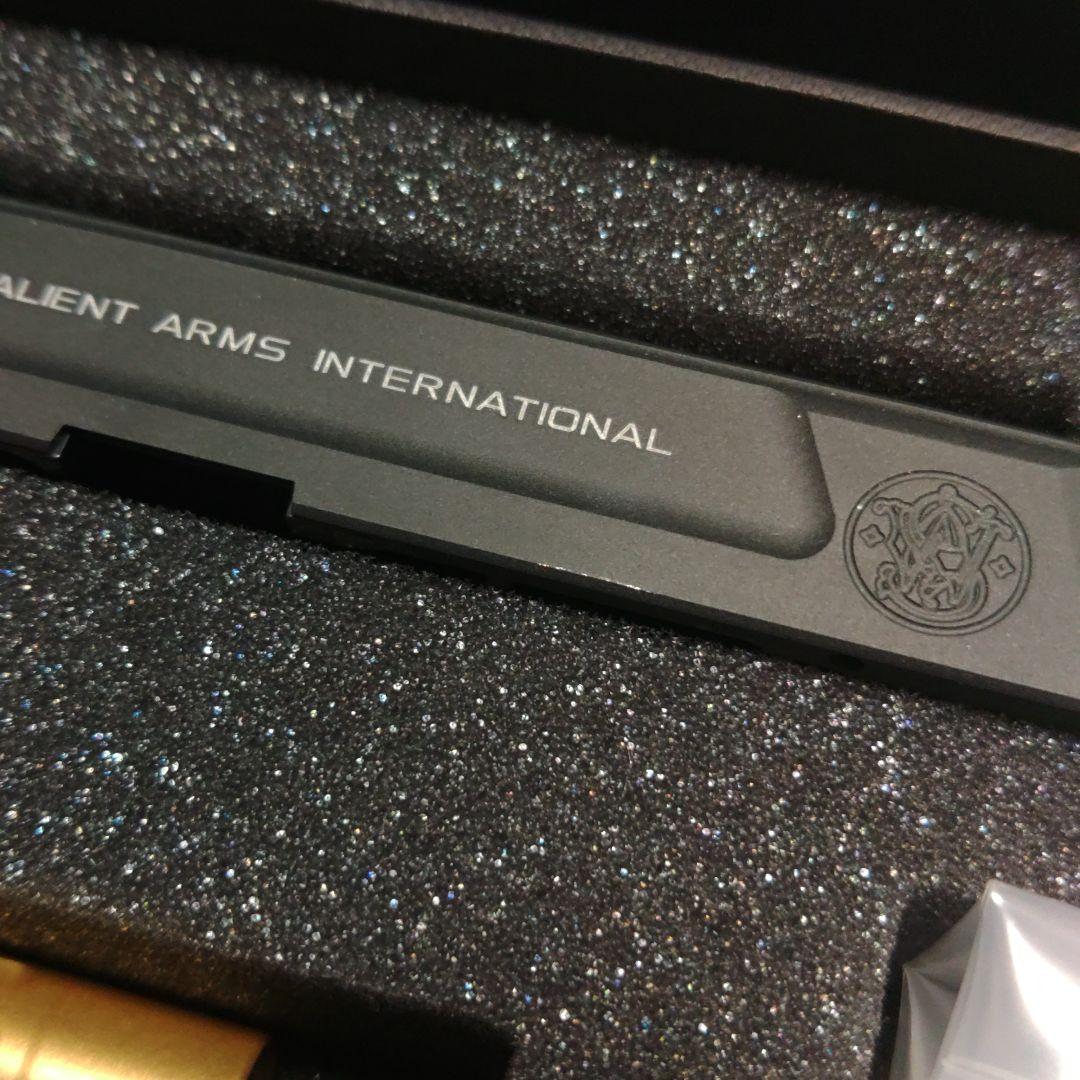 ALIENT ARMS INTERNATIONAL